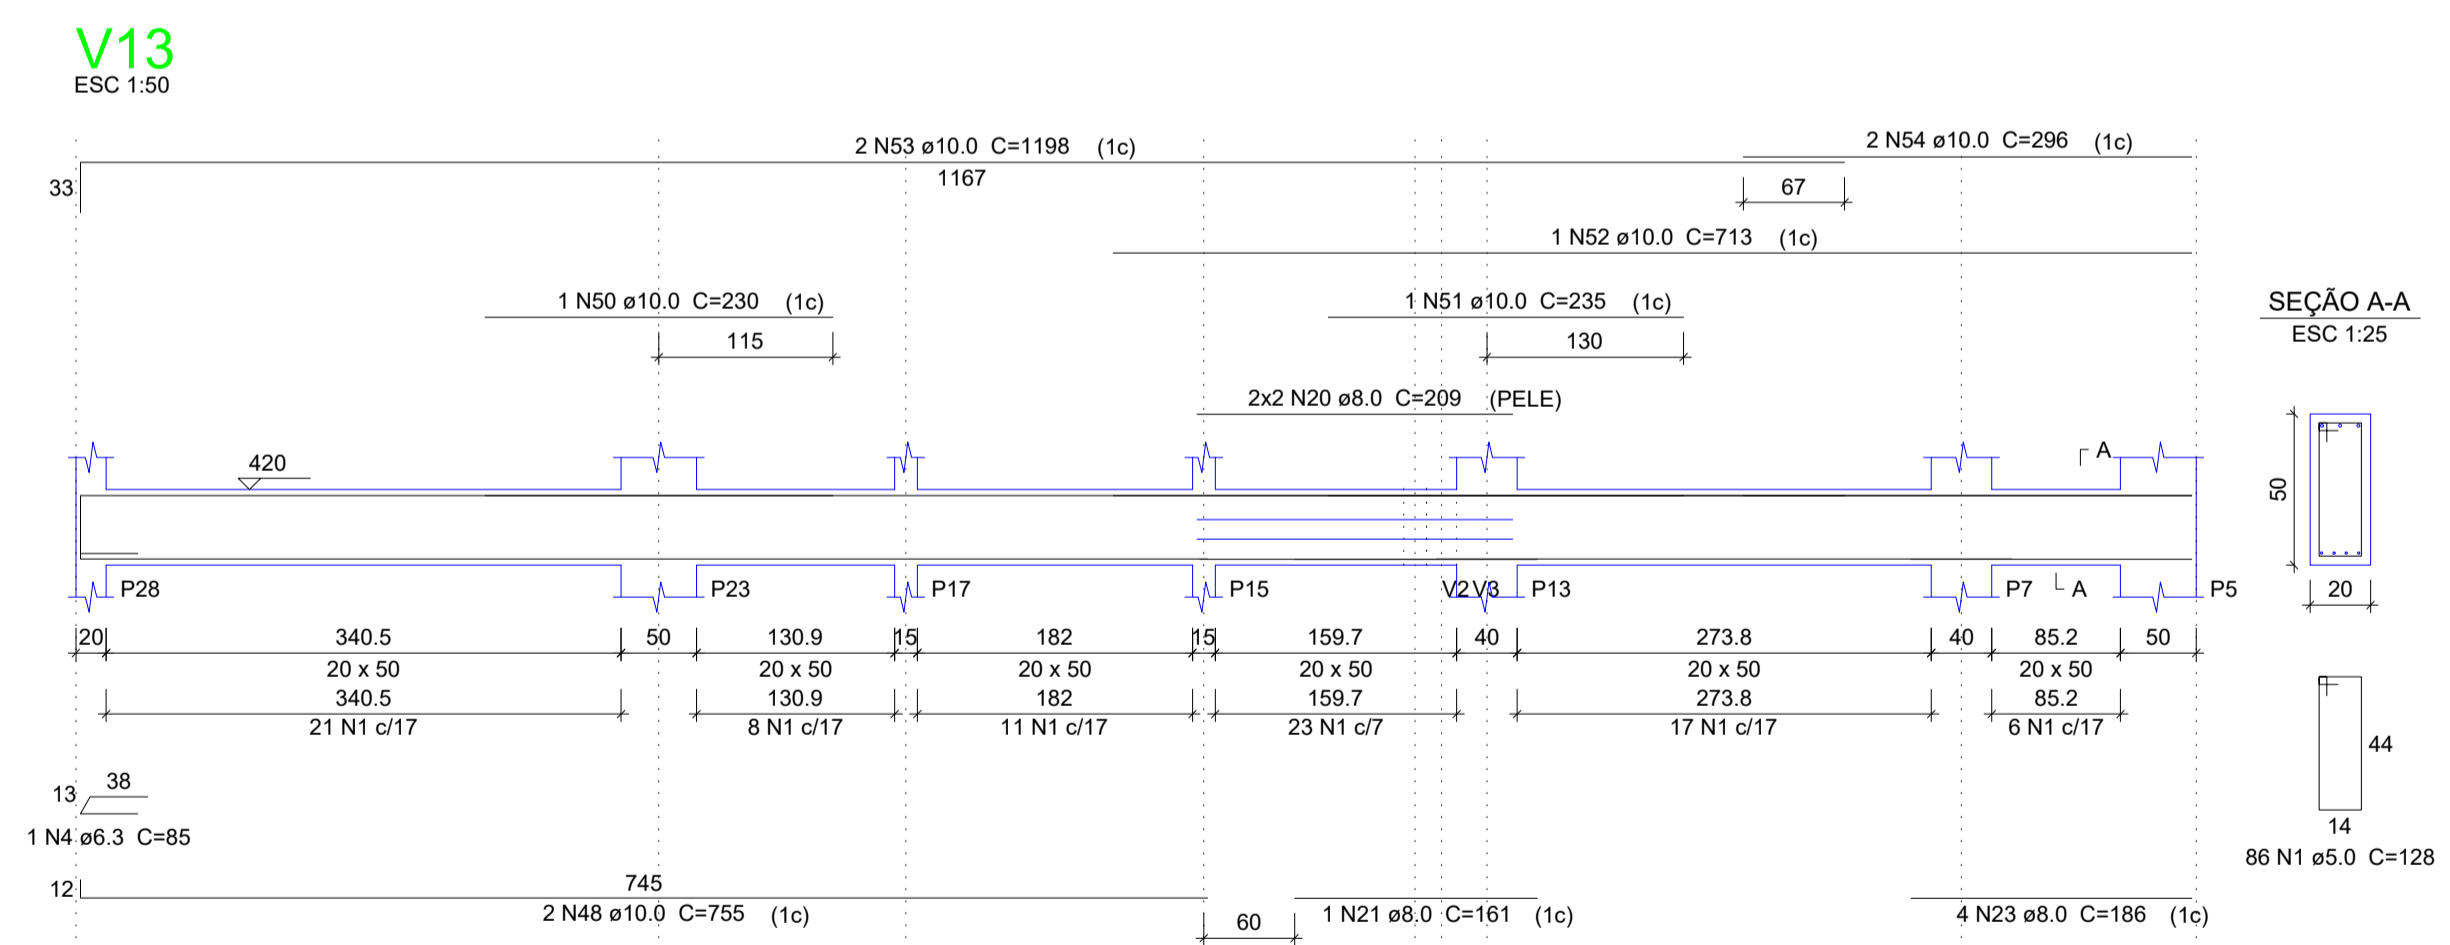 V13
ESC 1:50
2 N53 ø10.0 C=1198 (1c)
2 N54 ø10.0 C=296 (1c)
33
1167
67
1 N52 ø10.0 C=713 (1c)
1 N50 ø10.0 C=230 (1c)
1 N51 ø10.0 C=235 (1c)
SEÇÃO A-A
ESC 1:25
115
130
2x2 N20 ø8.0 C=209 (PELE)
420
A
50
P28
P23
P17
P15
V2
V3
P13
P7
A
P5
20
20
340.5
50
130.9
15
182
15
159.7
40
273.8
40
85.2
50
20 x 50
20 x 50
20 x 50
20 x 50
20 x 50
20 x 50
340.5
130.9
182
159.7
273.8
85.2
21 N1 c/17
8 N1 c/17
11 N1 c/17
23 N1 c/7
17 N1 c/17
6 N1 c/17
44
38
13
14
1 N4 ø6.3 C=85
86 N1 ø5.0 C=128
12
745
2 N48 ø10.0 C=755 (1c)
60
1 N21 ø8.0 C=161 (1c)
4 N23 ø8.0 C=186 (1c)